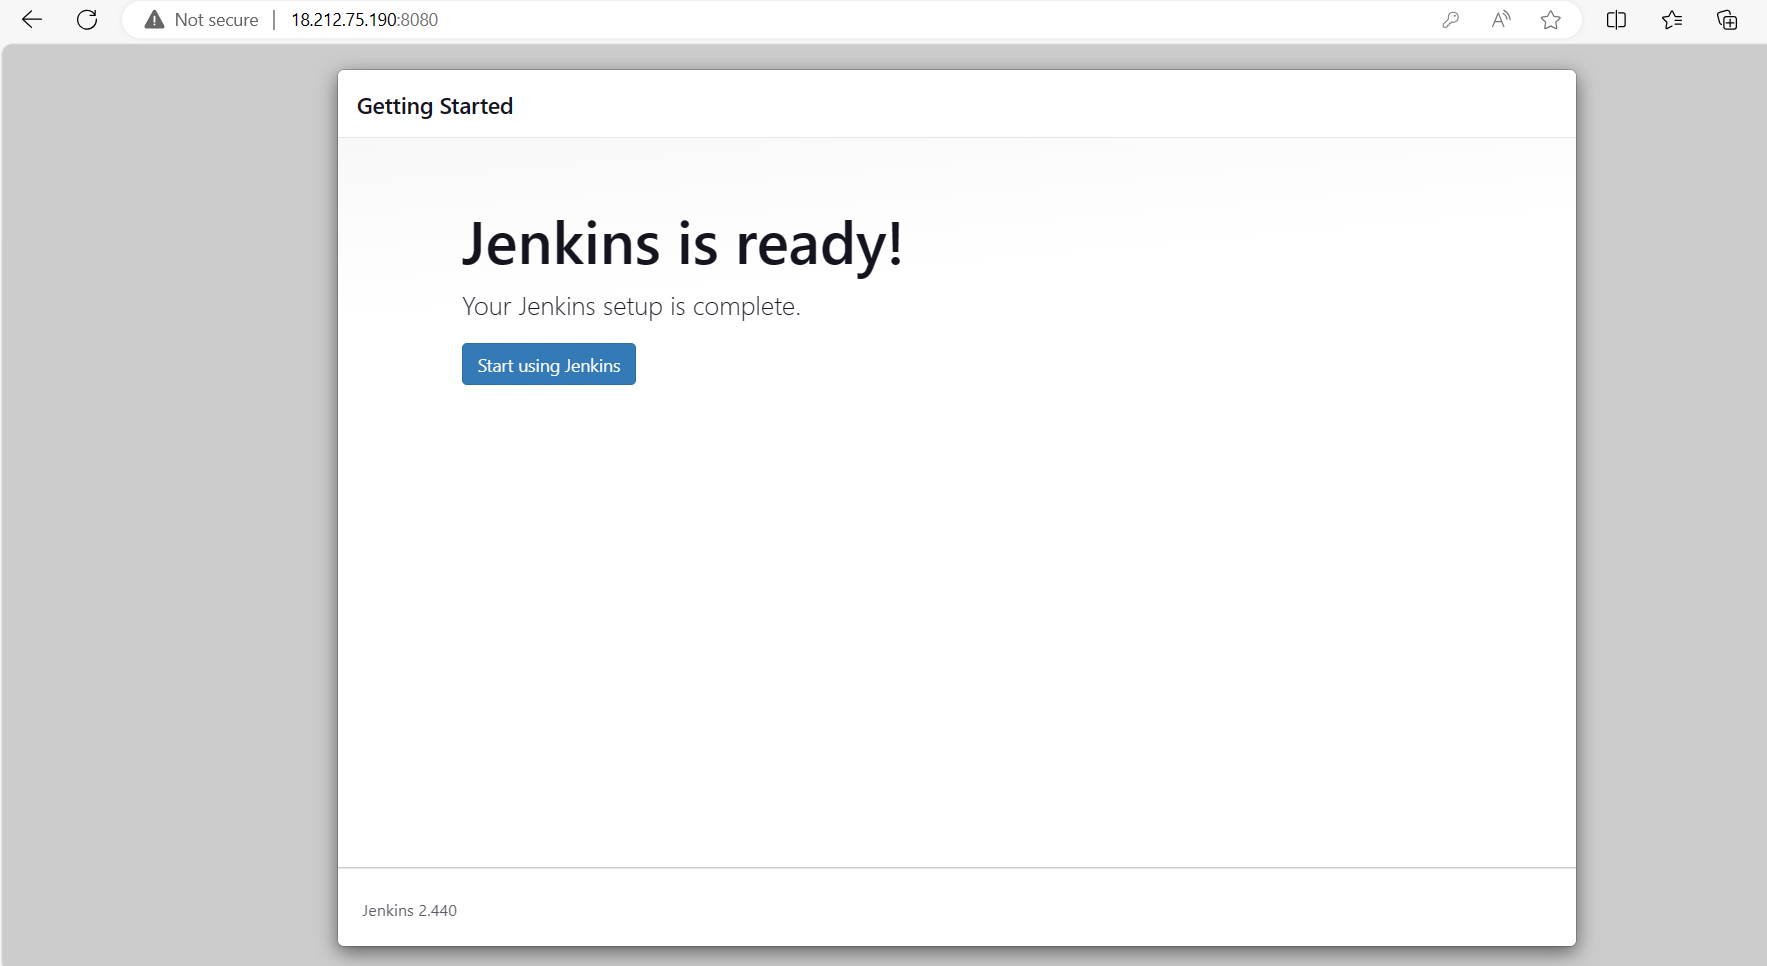 Not secure | 18.212.75.190:8080
Getting Started
Jenkins is ready!
Your Jenkins setup is complete.
Start using Jenkins
Jenkins 2.440